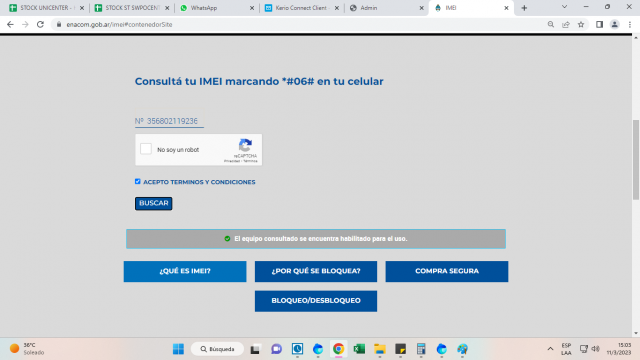 STOCK UNICENTER -
STOCK ST SWPOCENT
WhatsApp
Kerio Connect Client
Admin
IMEI
enacom.gob.ar/imei#contenedorSite
Consultá tu IMEI marcando *#06# en tu celular
Nº 356802119236
No soy un robot
reCAPTCHA
Privacidad - Términos
ACEPTO TERMINOS Y CONDICIONES
BUSCAR
El equipo consultado se encuentra habilitado para el uso.
¿QUÉ ES IMEI?
¿POR QUÉ SE BLOQUEA?
COMPRA SEGURA
BLOQUEO/DESBLOQUEO
36°C
Soleado
Búsqueda
ESP
LAA
15:03
11/3/2023